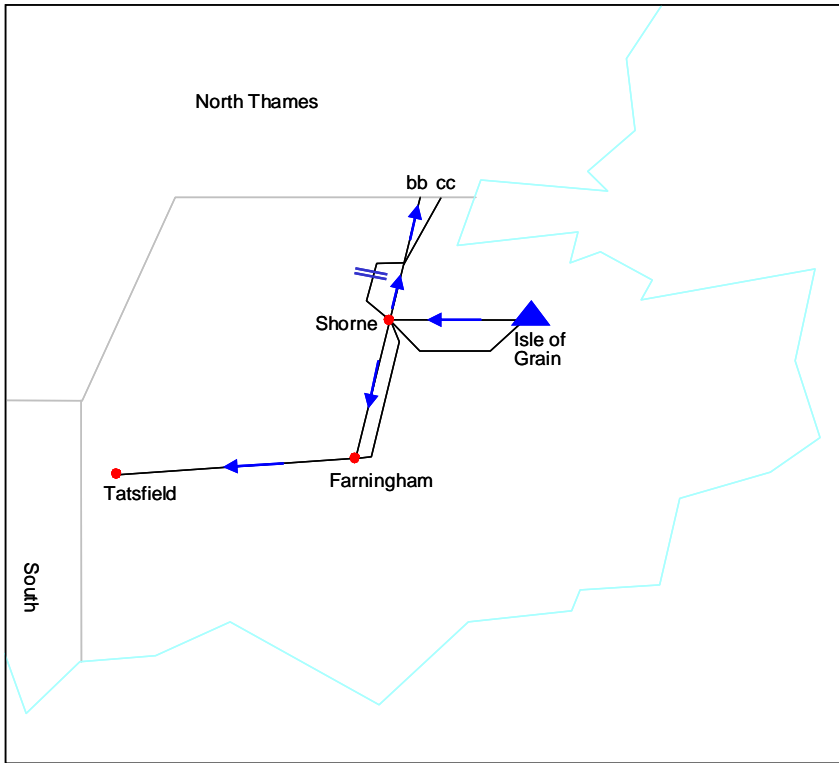 North Thames
bb cc
Shorne
Isle of
Grain
Farningham
Tatsfield
South